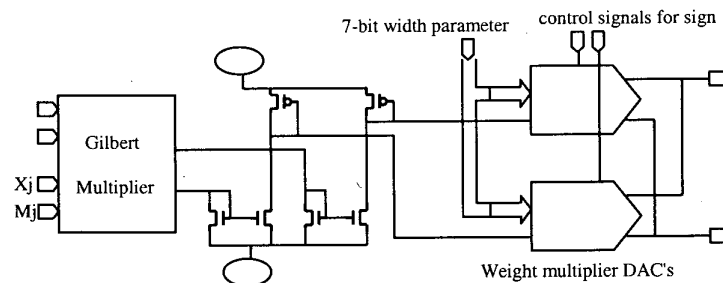 control signals for sign
7-bit width parameter
Gilbert
Multiplier
Xj
Mj
Weight multiplier DAC's